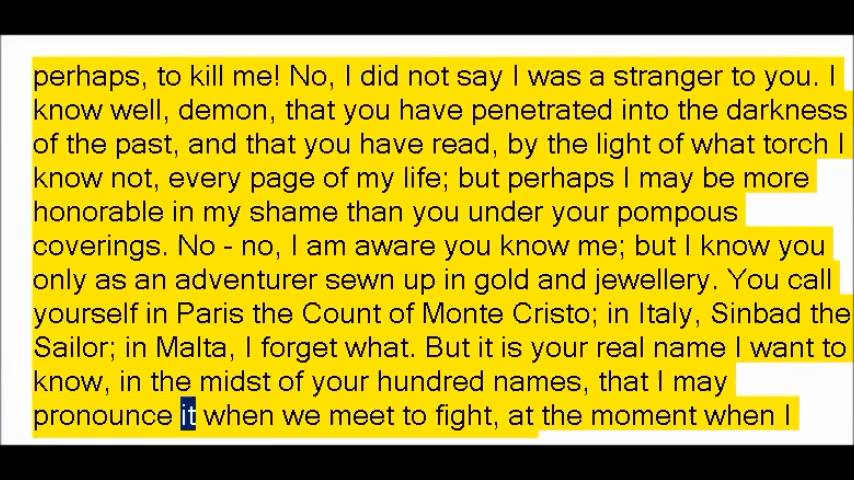 perhaps, to kill me! No, I did not say I was a stranger to you. I
know well, demon, that you have penetrated into the darkness
of the past, and that you have read, by the light of what torch I
know not, every page of my life; but perhaps I may be more
honorable in my shame than you under your pompous
coverings. No - no, I am aware you know me; but I know you
only as an adventurer sewn up in gold and jewellery. You call
yourself in Paris the Count of Monte Cristo; in Italy, Sinbad the
Sailor; in Malta, I forget what. But it is your real name I want to
know, in the midst of your hundred names, that I may
pronounce it when we meet to fight, at the moment when I